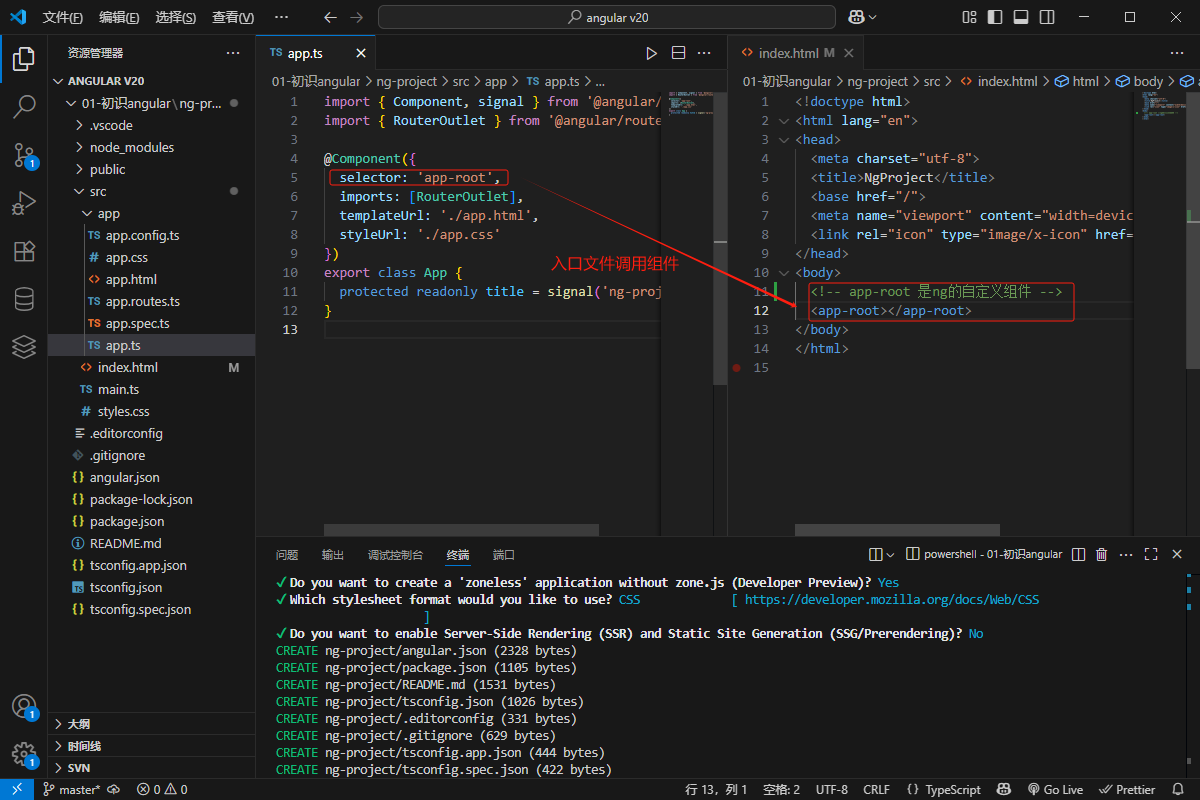 文件(F) 编辑(E) 选择(S) 查看(V) ··· angular v20
资源管理器 ···
ANGULAR V20
01-初识angular\ng-pr...
.vscode
node_modules
public
src
app
TS app.config.ts
# app.css
<> app.html
TS app.routes.ts
TS app.spec.ts
TS app.ts
<> index.html M
TS main.ts
# styles.css
.editorconfig
.gitignore
{} angular.json
{} package-lock.json
{} package.json
README.md
{} tsconfig.app.json
TS tsconfig.json
{} tsconfig.spec.json
大纲
时间线
SVN
1
1
1
TS app.ts
01-初识angular > ng-project > src > app > TS app.ts > ...
1 import { Component, signal } from '@angular/
2 import { RouterOutlet } from '@angular/route
3
4 @Component({
5 selector: 'app-root',
6 imports: [RouterOutlet],
7 templateUrl: './app.html',
8 styleUrl: './app.css'
9 })
10 export class App {
11 protected readonly title = signal('ng-proj
12 }
13
入口文件调用组件
<> index.html M
01-初识angular > ng-project > src > <> index.html > html > body >
1 <!doctype html>
2 <html lang="en">
3 <head>
4 <meta charset="utf-8">
5 <title>NgProject</title>
6 <base href="/">
7 <meta name="viewport" content="width=devic
8 <link rel="icon" type="image/x-icon" href=
9 </head>
10 <body>
11 <!-- app-root 是ng的自定义组件 -->
12 <app-root></app-root>
13 </body>
14 </html>
15
问题 输出 调试控制台 终端 端口 powershell - 01-初识angular
✓Do you want to create a 'zoneless' application without zone.js (Developer Preview)? Yes
✓Which stylesheet format would you like to use? CSS [ https://developer.mozilla.org/docs/Web/CSS
]
✓Do you want to enable Server-Side Rendering (SSR) and Static Site Generation (SSG/Prerendering)? No
CREATE ng-project/angular.json (2328 bytes)
CREATE ng-project/package.json (1105 bytes)
CREATE ng-project/README.md (1531 bytes)
CREATE ng-project/tsconfig.json (1026 bytes)
CREATE ng-project/.editorconfig (331 bytes)
CREATE ng-project/.gitignore (629 bytes)
CREATE ng-project/tsconfig.app.json (444 bytes)
CREATE ng-project/tsconfig.spec.json (422 bytes)
master* 0 0 行 13，列 1 空格: 2 UTF-8 CRLF {} TypeScript Go Live Prettier